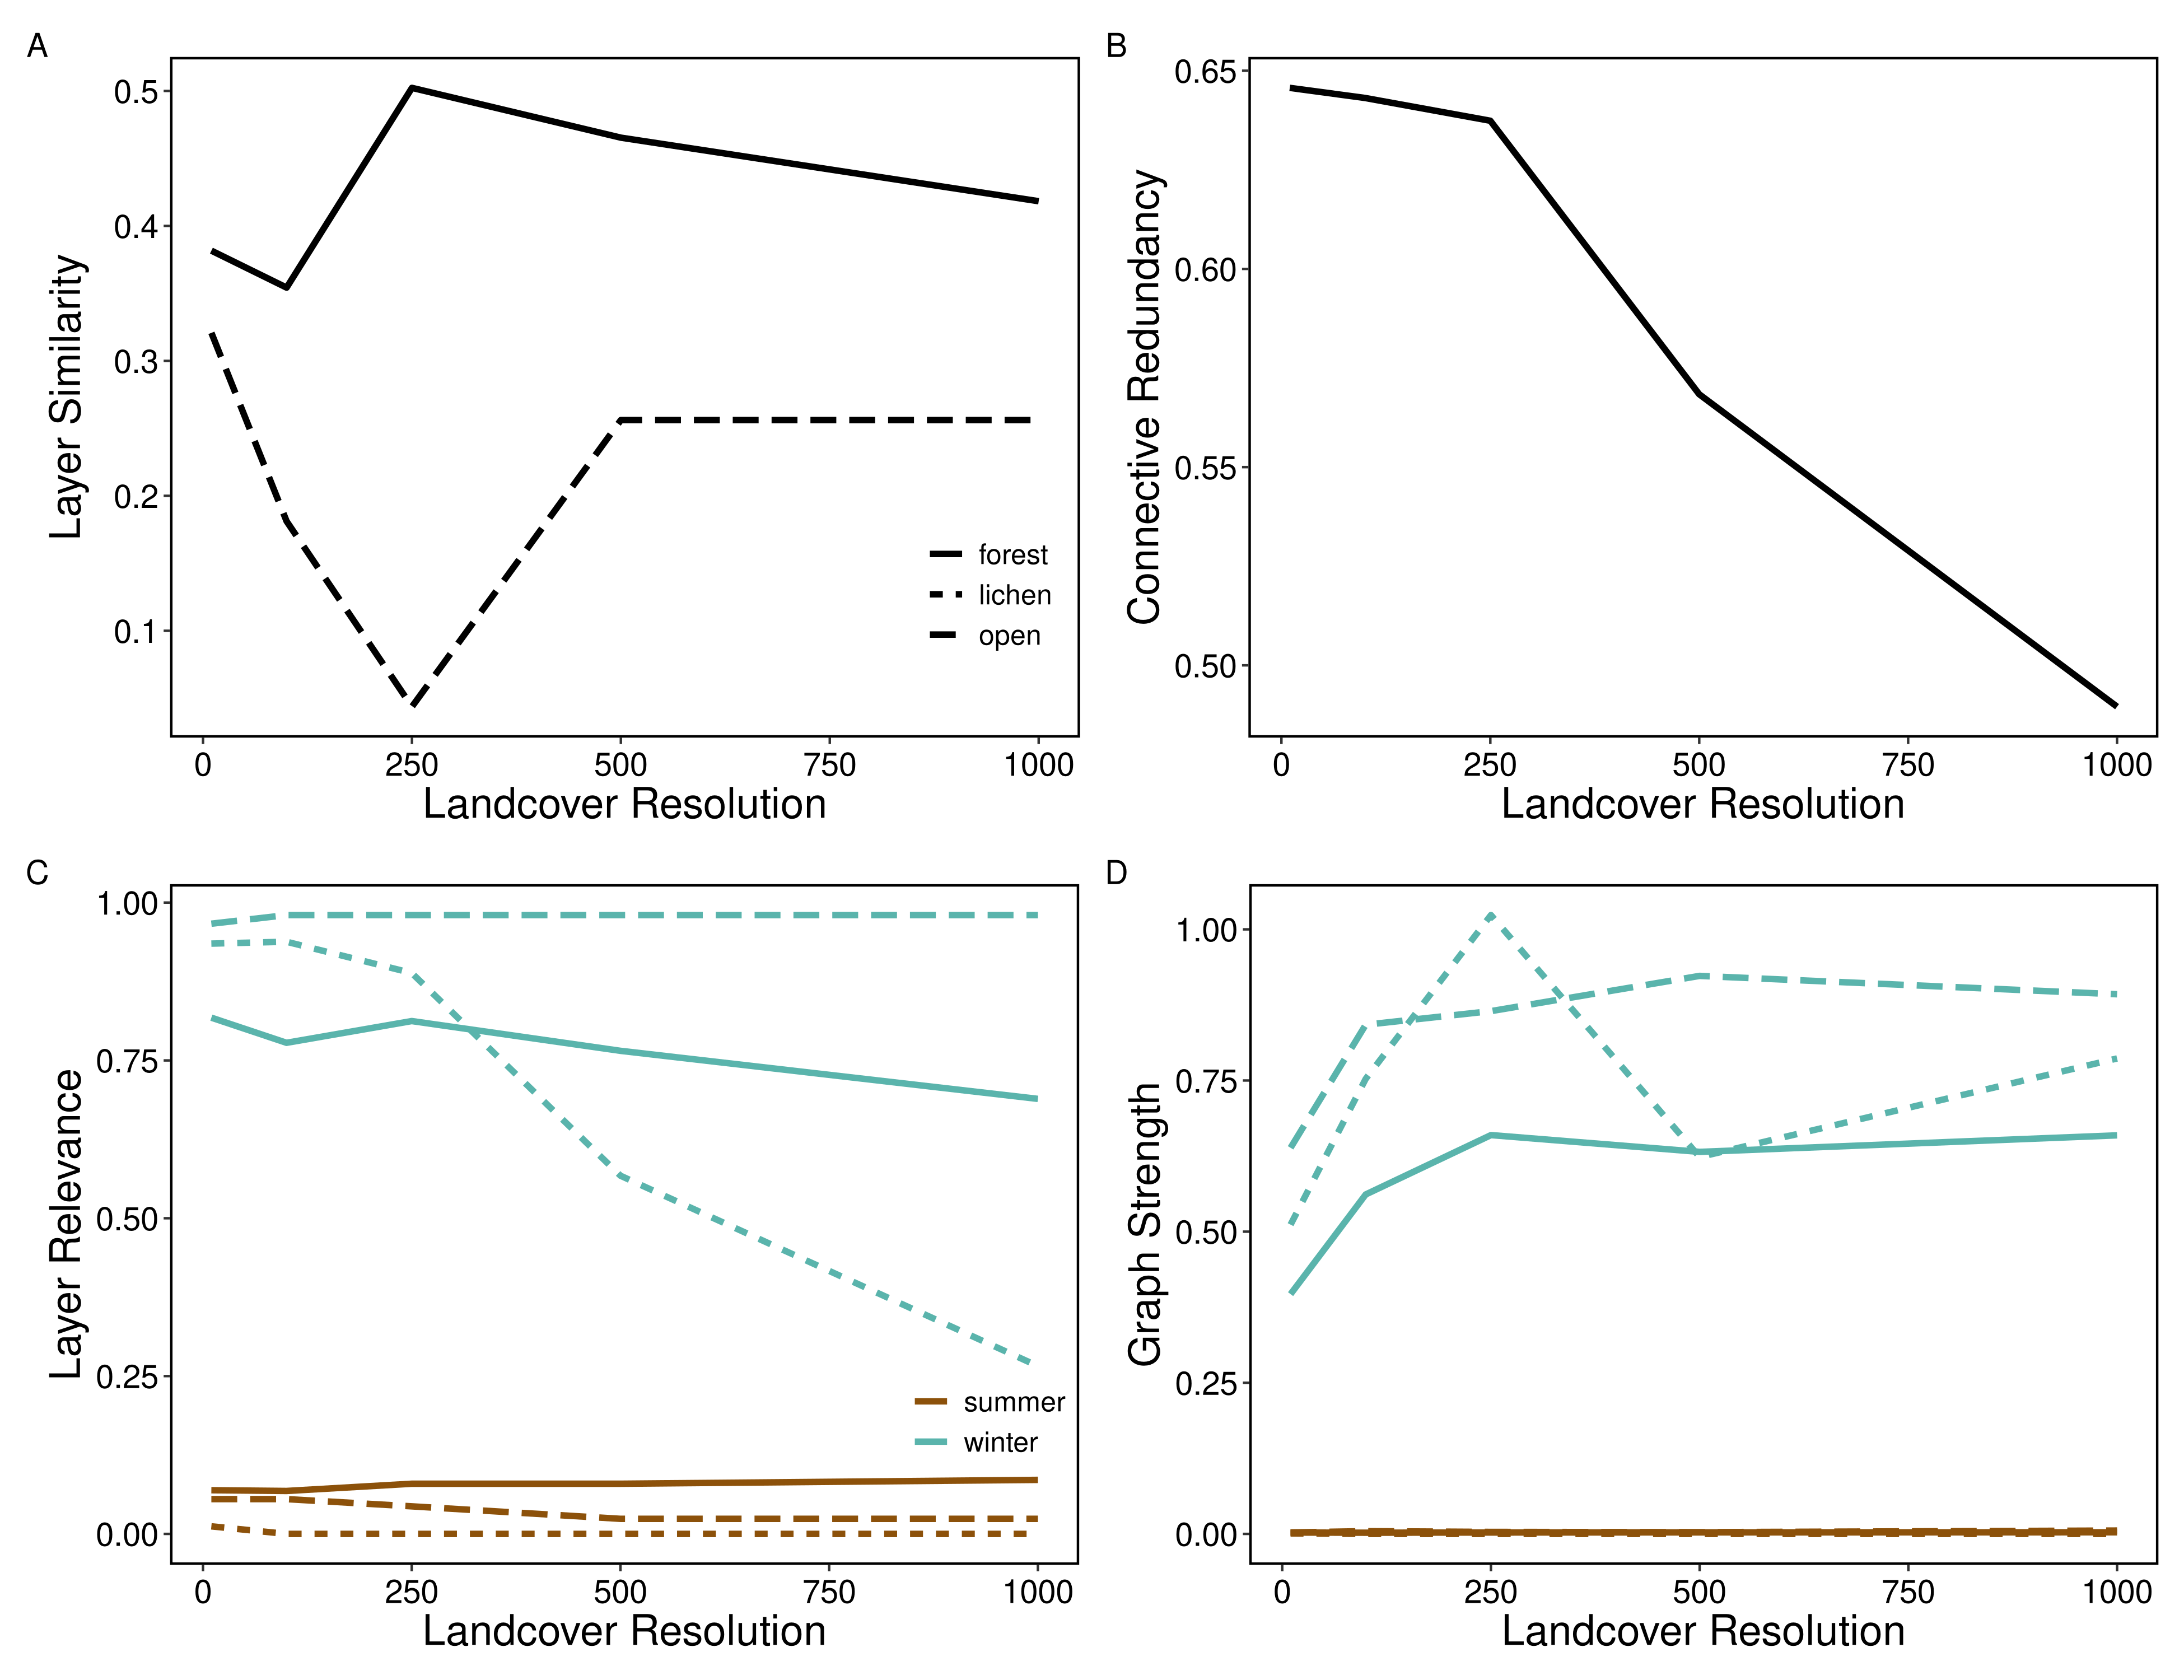 A
0.5
0.4
0.3
0.2
0.1
Layer Similarity
forest
lichen
open
0 250 500 750 1000
Landcover Resolution
B
0.65
0.60
0.55
0.50
Connective Redundancy
0 250 500 750 1000
Landcover Resolution
C
1.00
0.75
0.50
0.25
0.00
Layer Relevance
summer
winter
0 250 500 750 1000
Landcover Resolution
D
1.00
0.75
0.50
0.25
0.00
Graph Strength
0 250 500 750 1000
Landcover Resolution